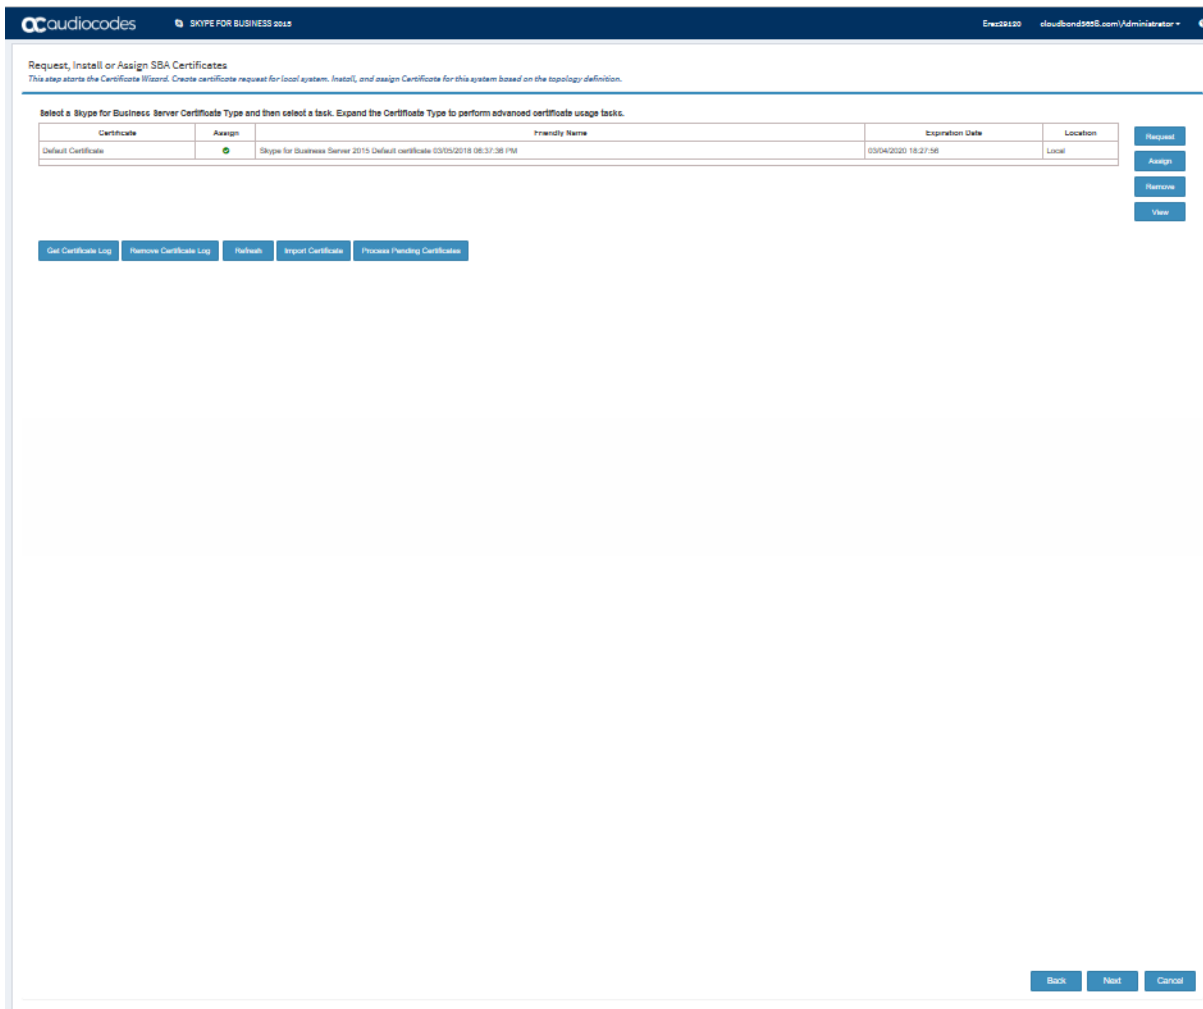 audiocodes SKYPE FOR BUSINESS 2015 Erez29120 \Administrator
Request, Install or Assign SBA Certificates
This step starts the Certificate Wizard. Create certificate request for local system. Install, and assign Certificate for this system based on the topology definition.
Select a Skype for Business Server Certificate Type and then select a task. Expand the Certificate Type to perform advanced certificate usage tasks.
Certificate Assign Friendly Name Expiration Date Location
Default Certificate Skype for Business Server 2015 Default certificate 03/05/2018 06:37:36 PM 03/04/2020 18:27:56 Local
Request
Assign
Remove
View
Get Certificate Log Remove Certificate Log Refresh Import Certificate Process Pending Certificates
Back Next Cancel